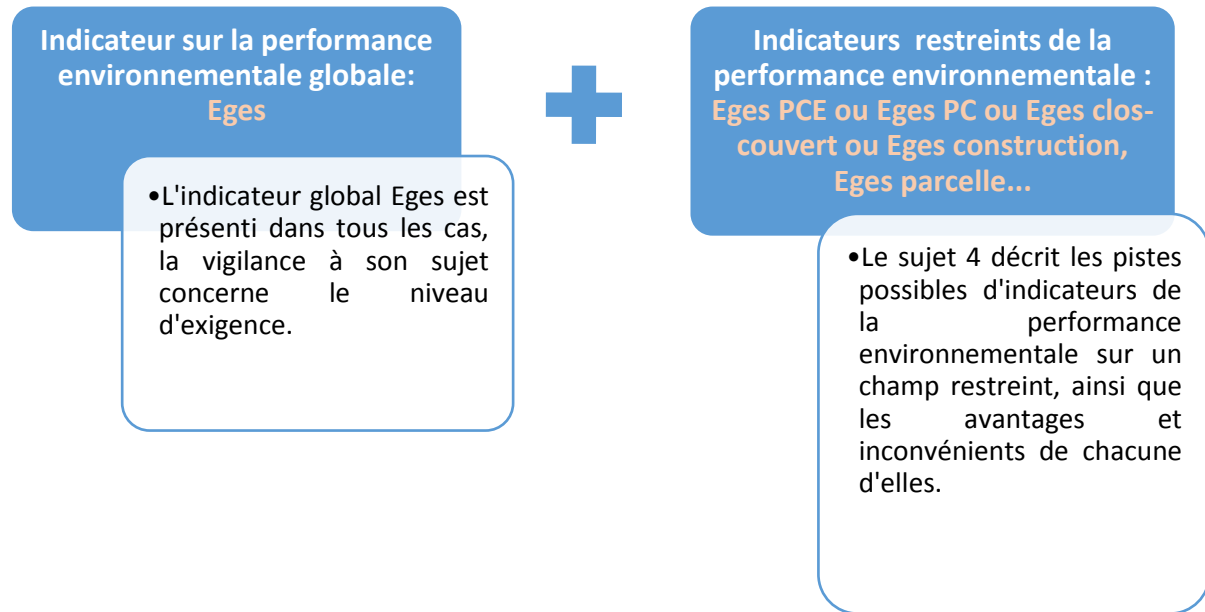 Indicateur sur la performance
environnementale globale:
Eges
•L'indicateur global Eges est
présenti dans tous les cas,
la vigilance à son sujet
concerne le niveau
d'exigence.
Indicateurs restreints de la
performance environnementale :
Eges PCE ou Eges PC ou Eges clos-
couvert ou Eges construction,
Eges parcelle...
•Le sujet 4 décrit les pistes
possibles d'indicateurs de
la performance
environnementale sur un
champ restreint, ainsi que
les avantages et
inconvénients de chacune
d'elles.